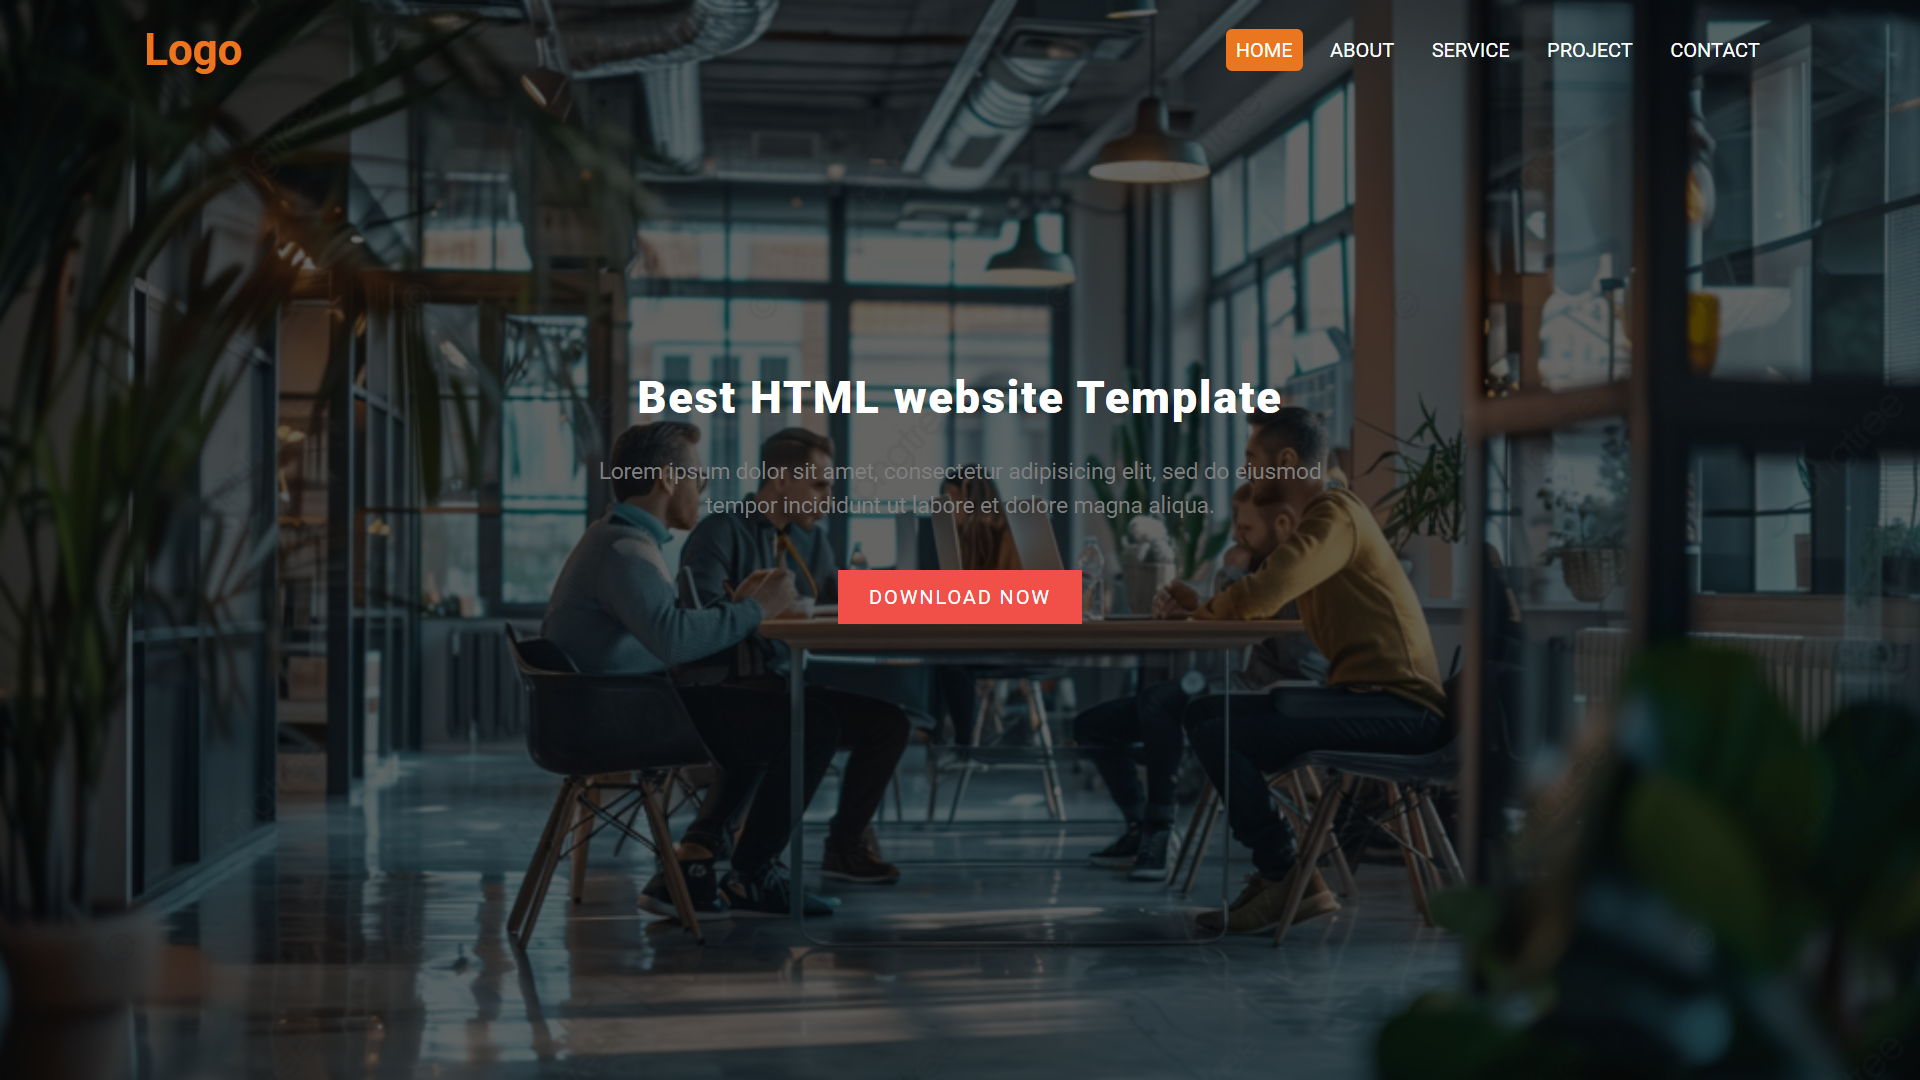 Logo
HOME ABOUT SERVICE PROJECT CONTACT
Best HTML website Template
Lorem ipsum dolor sit amet, consectetur adipisicing elit, sed do eiusmod
tempor incididunt ut labore et dolore magna aliqua.
DOWNLOAD NOW